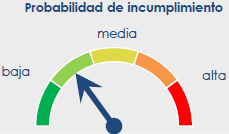 Probabilidad de incumplimiento
media
baja
alta